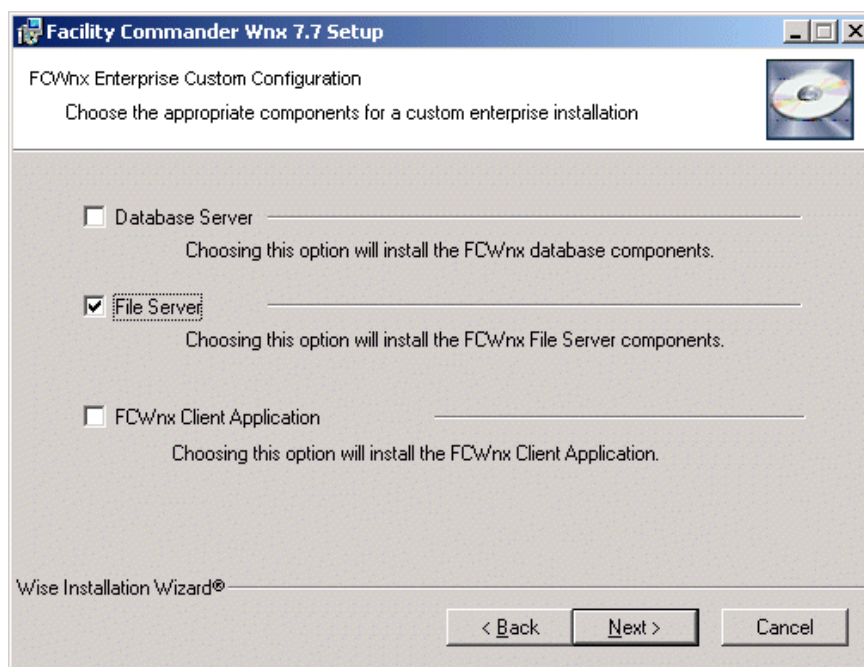 Facility Commander Wnx 7.7 Setup
FCWnx Enterprise Custom Configuration
Choose the appropriate components for a custom enterprise installation
Database Server
Choosing this option will install the FCWnx database components.
File Server
Choosing this option will install the FCWnx File Server components.
FCWnx Client Application
Choosing this option will install the FCWnx Client Application.
Wise Installation Wizard®
< Back
Next >
Cancel